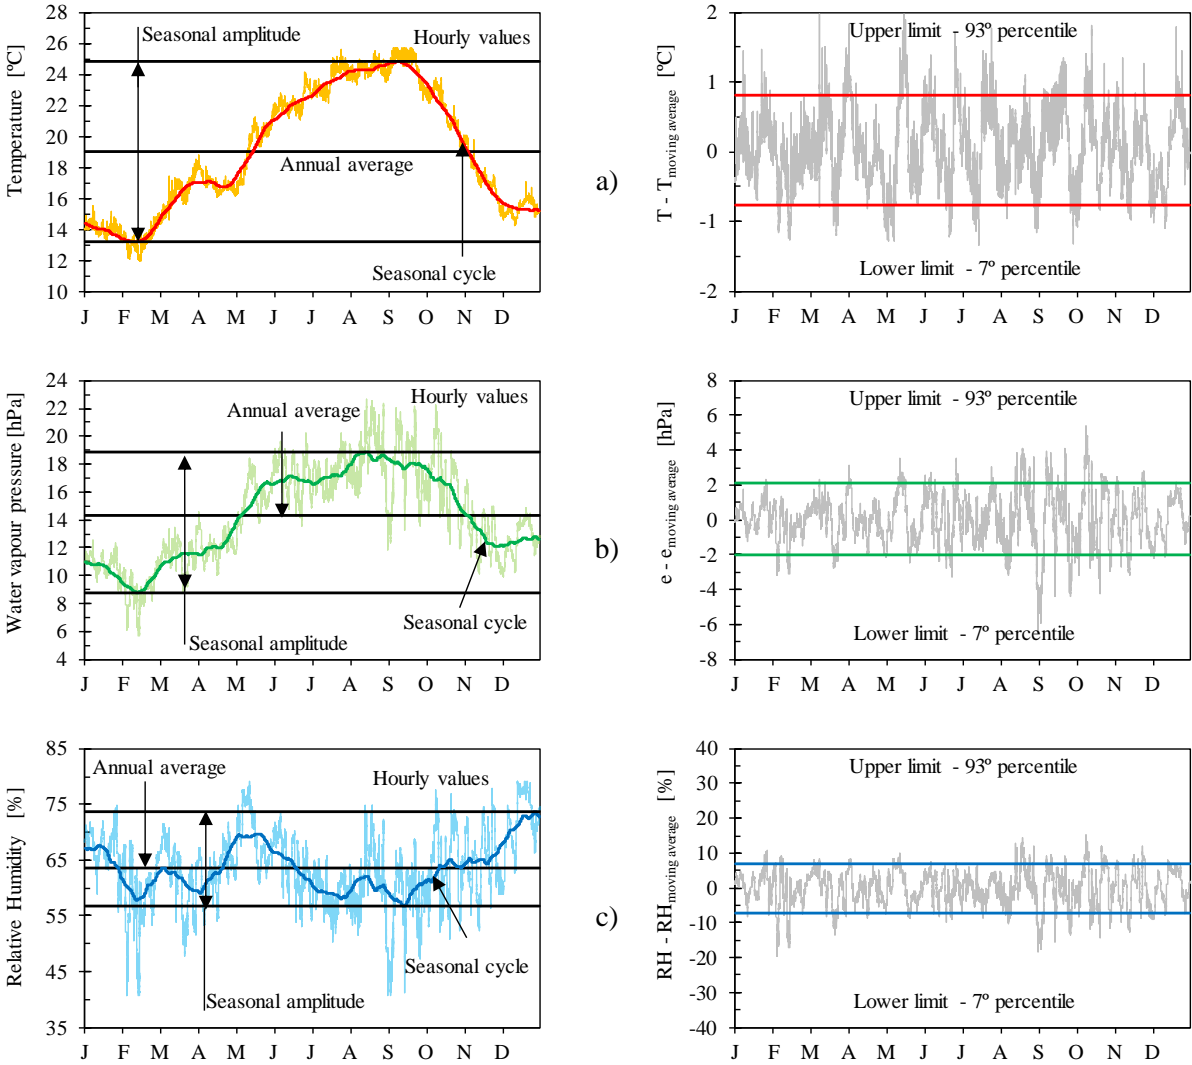 Temperature [ºC]
28
26
24
22
20
18
16
14
12
10
Seasonal amplitude
Hourly values
Annual average
Seasonal cycle
J F M A M J J A S O N D
a)
T - Tmoving average [ºC]
2
1
0
-1
-2
Upper limit - 93º percentile
Lower limit - 7º percentile
J F M A M J J A S O N D
Water vapour pressure [hPa]
24
22
20
18
16
14
12
10
8
6
4
Hourly values
Annual average
Seasonal cycle
Seasonal amplitude
J F M A M J J A S O N D
b)
e - emoving average [hPa]
8
6
4
2
0
-2
-4
-6
-8
Upper limit - 93º percentile
Lower limit - 7º percentile
J F M A M J J A S O N D
Relative Humidity [%]
85
75
65
55
45
35
Annual average
Hourly values
Seasonal cycle
Seasonal amplitude
J F M A M J J A S O N D
c)
RH - RHmoving average [%]
40
30
20
10
0
-10
-20
-30
-40
Upper limit - 93º percentile
Lower limit - 7º percentile
J F M A M J J A S O N D